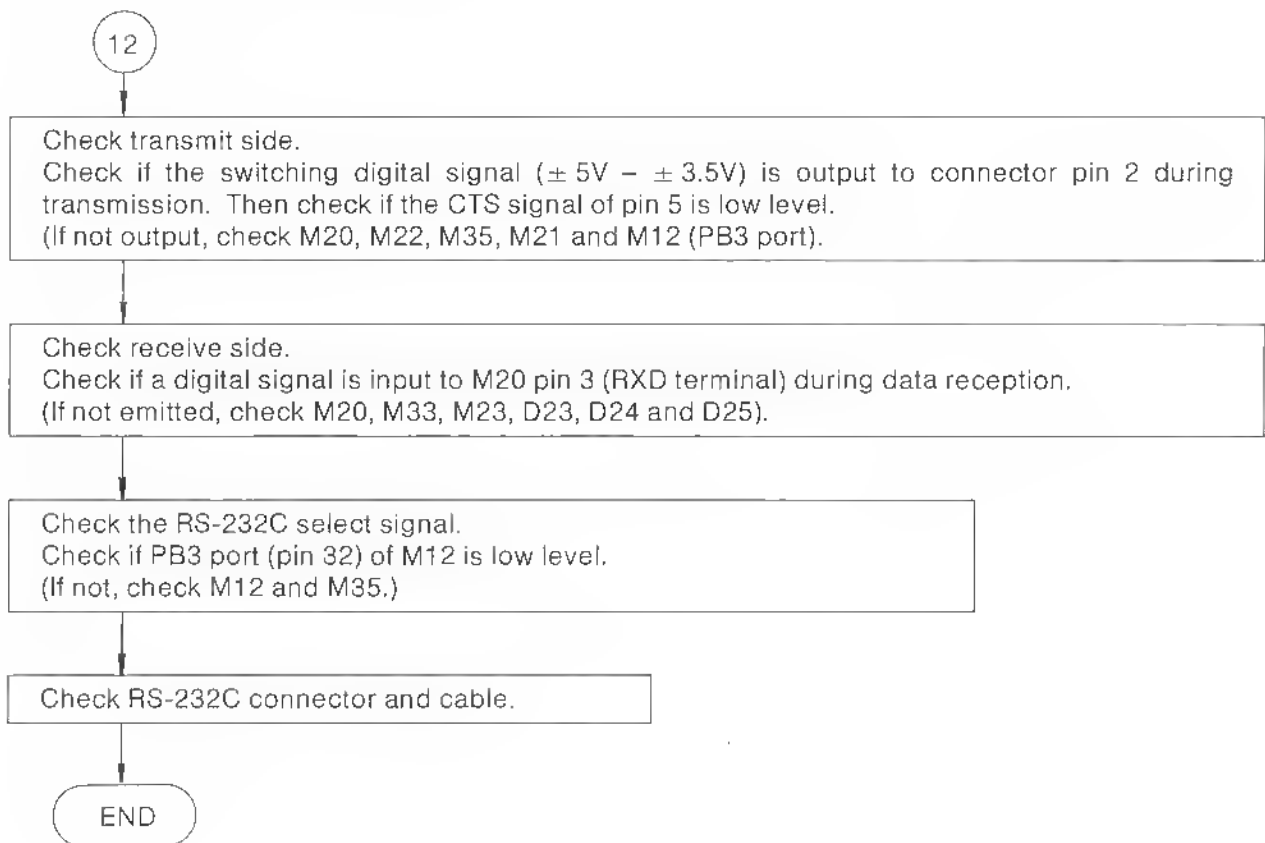 12
Check transmit side.
Check if the switching digital signal (± 5V – ± 3.5V) is output to connector pin 2 during
transmission. Then check if the CTS signal of pin 5 is low level.
(If not output, check M20, M22, M35, M21 and M12 (PB3 port).
Check receive side.
Check if a digital signal is input to M20 pin 3 (RXD terminal) during data reception.
(If not emitted, check M20, M33, M23, D23, D24 and D25).
Check the RS-232C select signal.
Check if PB3 port (pin 32) of M12 is low level.
(If not, check M12 and M35.)
Check RS-232C connector and cable.
END